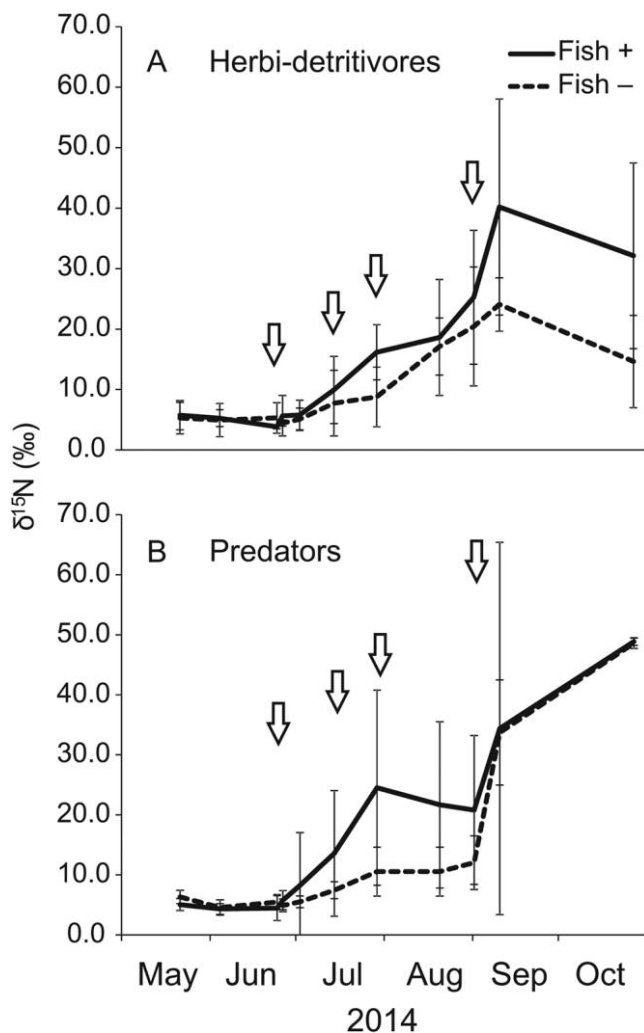 70.0
A Herbi-detritivores
Fish +
Fish –
60.0
50.0
40.0
30.0
20.0
10.0
0.0
δ¹⁵N (‰)
70.0
B Predators
60.0
50.0
40.0
30.0
20.0
10.0
0.0
May Jun Jul Aug Sep Oct
2014